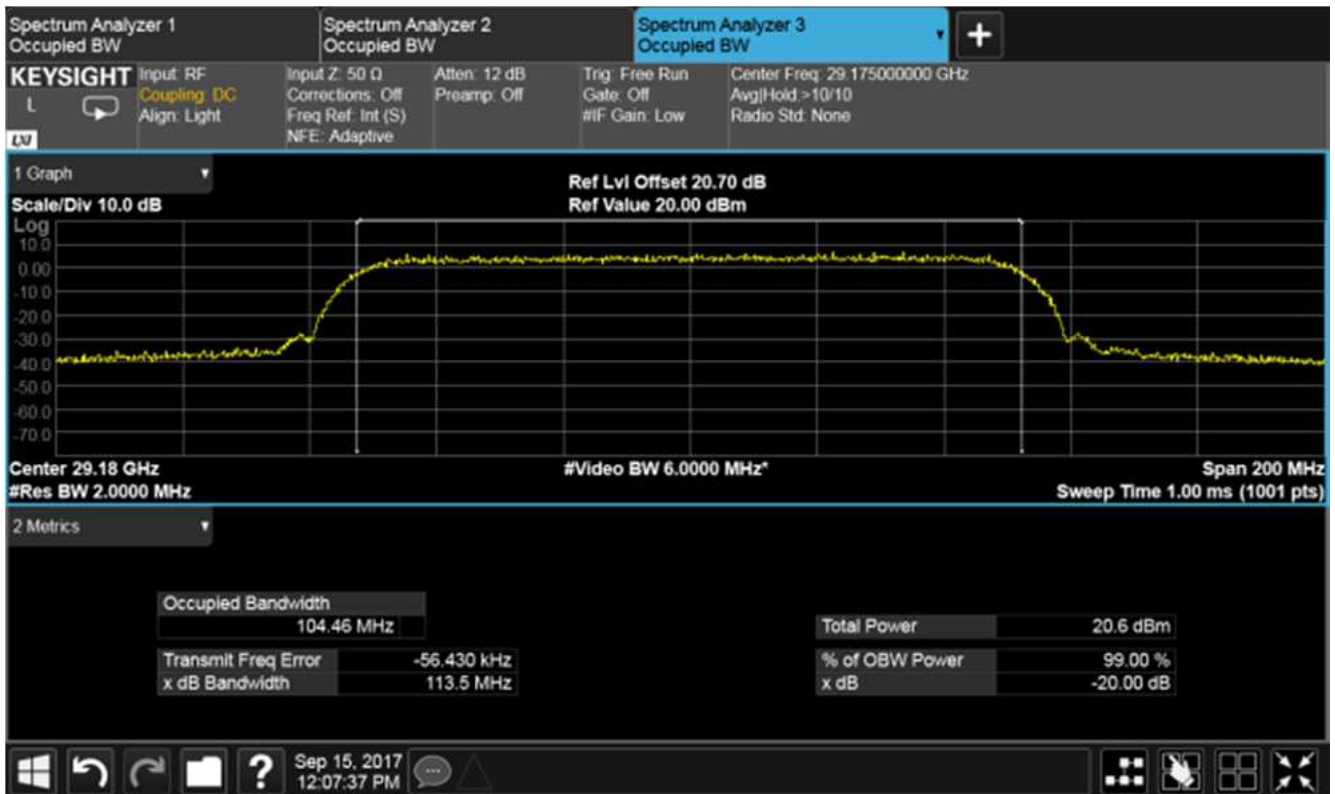 Spectrum Analyzer 1
Occupied BW
Spectrum Analyzer 2
Occupied BW
Spectrum Analyzer 3
Occupied BW
KEYSIGHT
L
LXI
Input: RF
Coupling: DC
Align: Light
Input Z: 50 Ω
Corrections: Off
Freq Ref: Int (S)
NFE: Adaptive
Atten: 12 dB
Preamp: Off
Trig: Free Run
Gate: Off
#IF Gain: Low
Center Freq: 29.175000000 GHz
Avg|Hold:>10/10
Radio Std: None
1 Graph
Scale/Div 10.0 dB
Ref Lvl Offset 20.70 dB
Ref Value 20.00 dBm
Log
10.0
0.00
-10.0
-20.0
-30.0
-40.0
-50.0
-60.0
-70.0
Center 29.18 GHz
#Video BW 6.0000 MHz*
Span 200 MHz
#Res BW 2.0000 MHz
Sweep Time 1.00 ms (1001 pts)
2 Metrics
Occupied Bandwidth
104.46 MHz
Total Power 20.6 dBm
Transmit Freq Error -56.430 kHz
% of OBW Power 99.00 %
x dB Bandwidth 113.5 MHz
x dB -20.00 dB
?
Sep 15, 2017
12:07:37 PM